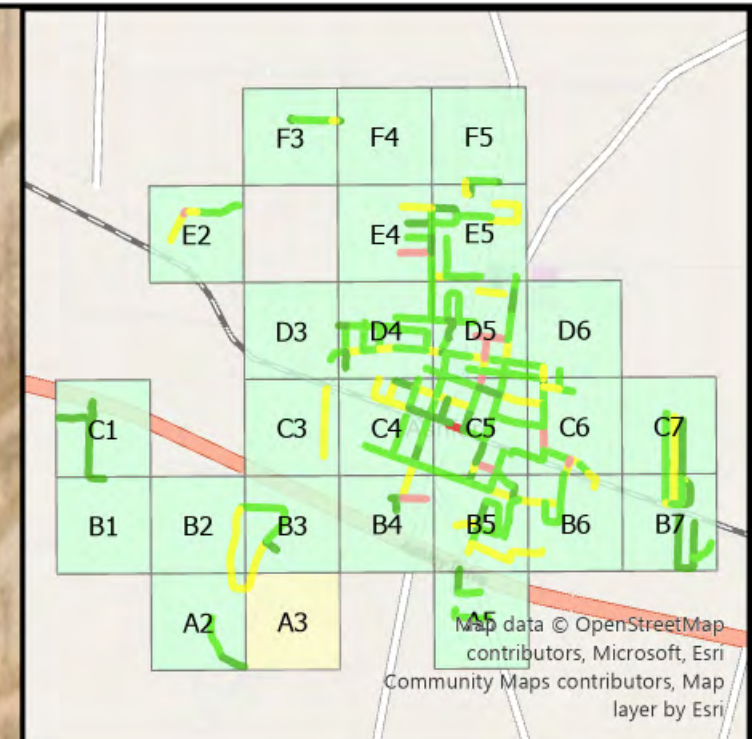 F3 F4 F5
E2 E4 E5
D3 D4 D5 D6
C1 C3 C4 C5 C6 C7
B1 B2 B3 B4 B5 B6 B7
A2 A3 A5
Map data © OpenStreetMap
contributors, Microsoft, Esri
Community Maps contributors, Map
layer by Esri